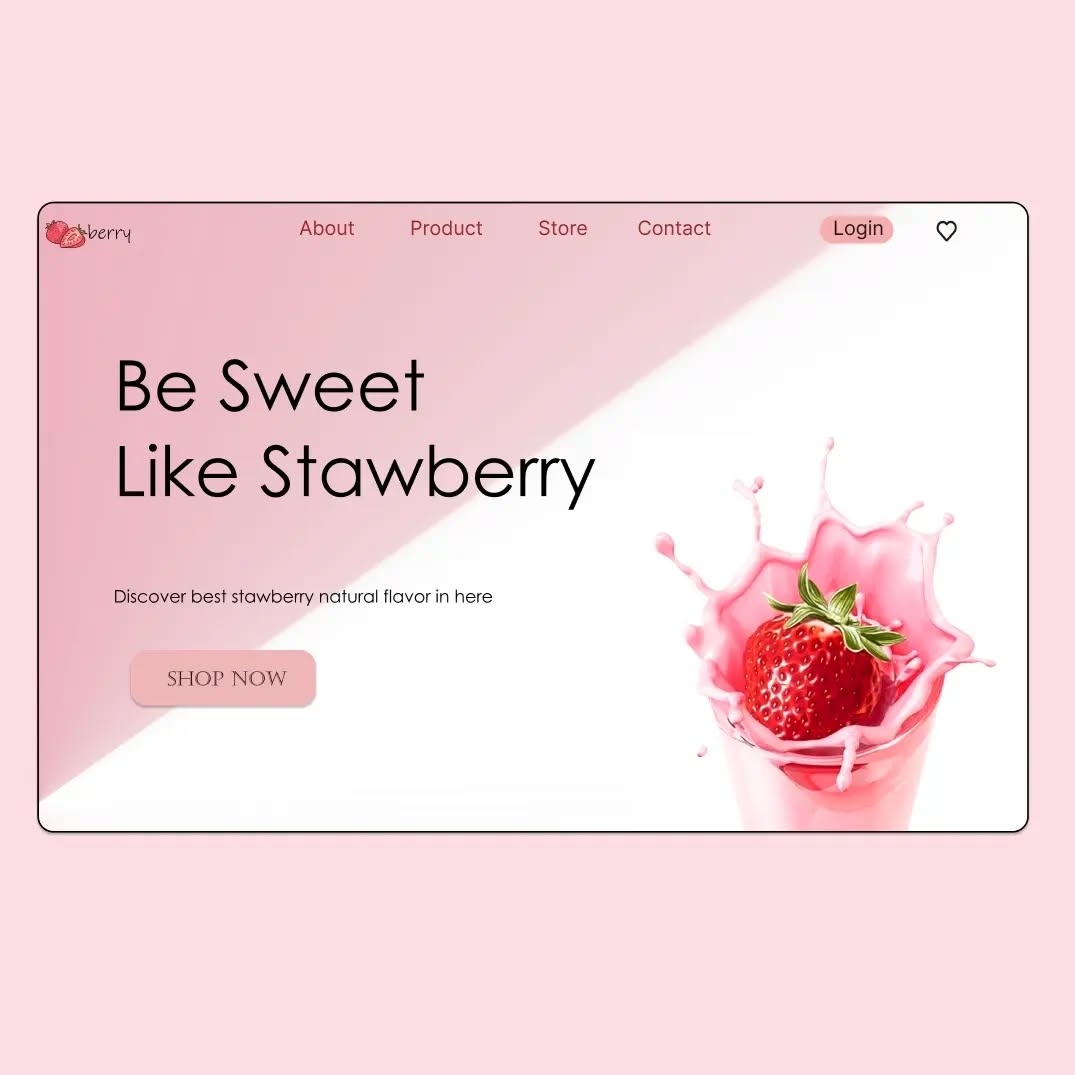 berry
About Product Store Contact Login
Be Sweet
Like Stawberry
Discover best stawberry natural flavor in here
SHOP NOW